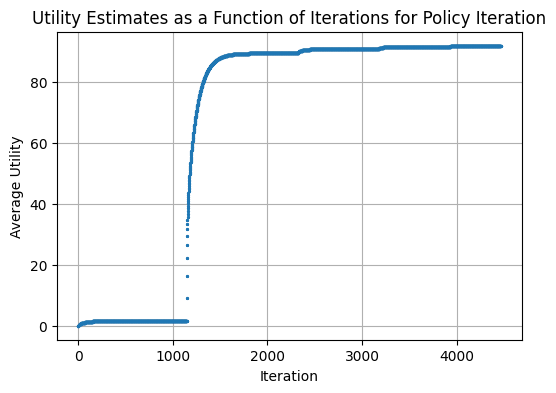 Utility Estimates as a Function of Iterations for Policy Iteration
80
60
40
20
0
Average Utility
0 1000 2000 3000 4000
Iteration